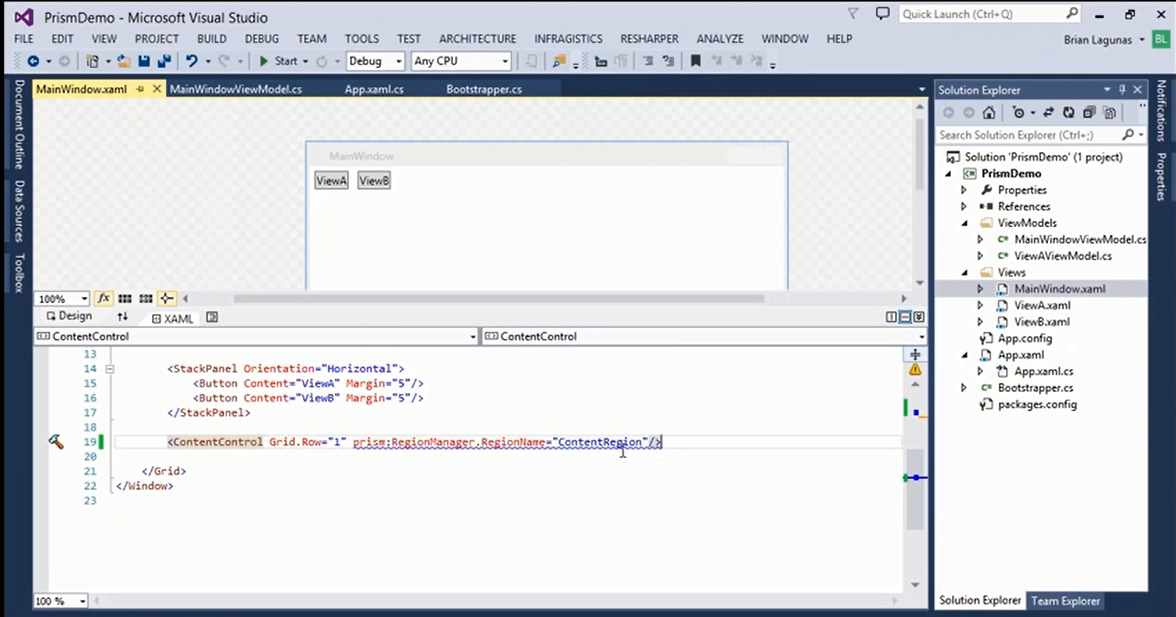 PrismDemo - Microsoft Visual Studio
Quick Launch (Ctrl+Q)
FILE EDIT VIEW PROJECT BUILD DEBUG TEAM TOOLS TEST ARCHITECTURE INFRAGISTICS RESHARPER ANALYZE WINDOW HELP
Brian Lagunas BL
Start Debug Any CPU
Document Outline
Data Sources
Toolbox
MainWindow.xaml MainWindowViewModel.cs App.xaml.cs Bootstrapper.cs
MainWindow
ViewA ViewB
100% fx
Design XAML
ContentControl ContentControl
13
14 <StackPanel Orientation="Horizontal">
15 <Button Content="ViewA" Margin="5"/>
16 <Button Content="ViewB" Margin="5"/>
17 </StackPanel>
18
19 <ContentControl Grid.Row="1" prism:RegionManager.RegionName="ContentRegion"/>
20
21 </Grid>
22 </Window>
23
100 %
Solution Explorer
Search Solution Explorer (Ctrl+;)
Solution 'PrismDemo' (1 project)
PrismDemo
Properties
References
ViewModels
MainWindowViewModel.cs
ViewAViewModel.cs
Views
MainWindow.xaml
ViewA.xaml
ViewB.xaml
App.config
App.xaml
App.xaml.cs
Bootstrapper.cs
packages.config
Solution Explorer Team Explorer
Notifications
Properties